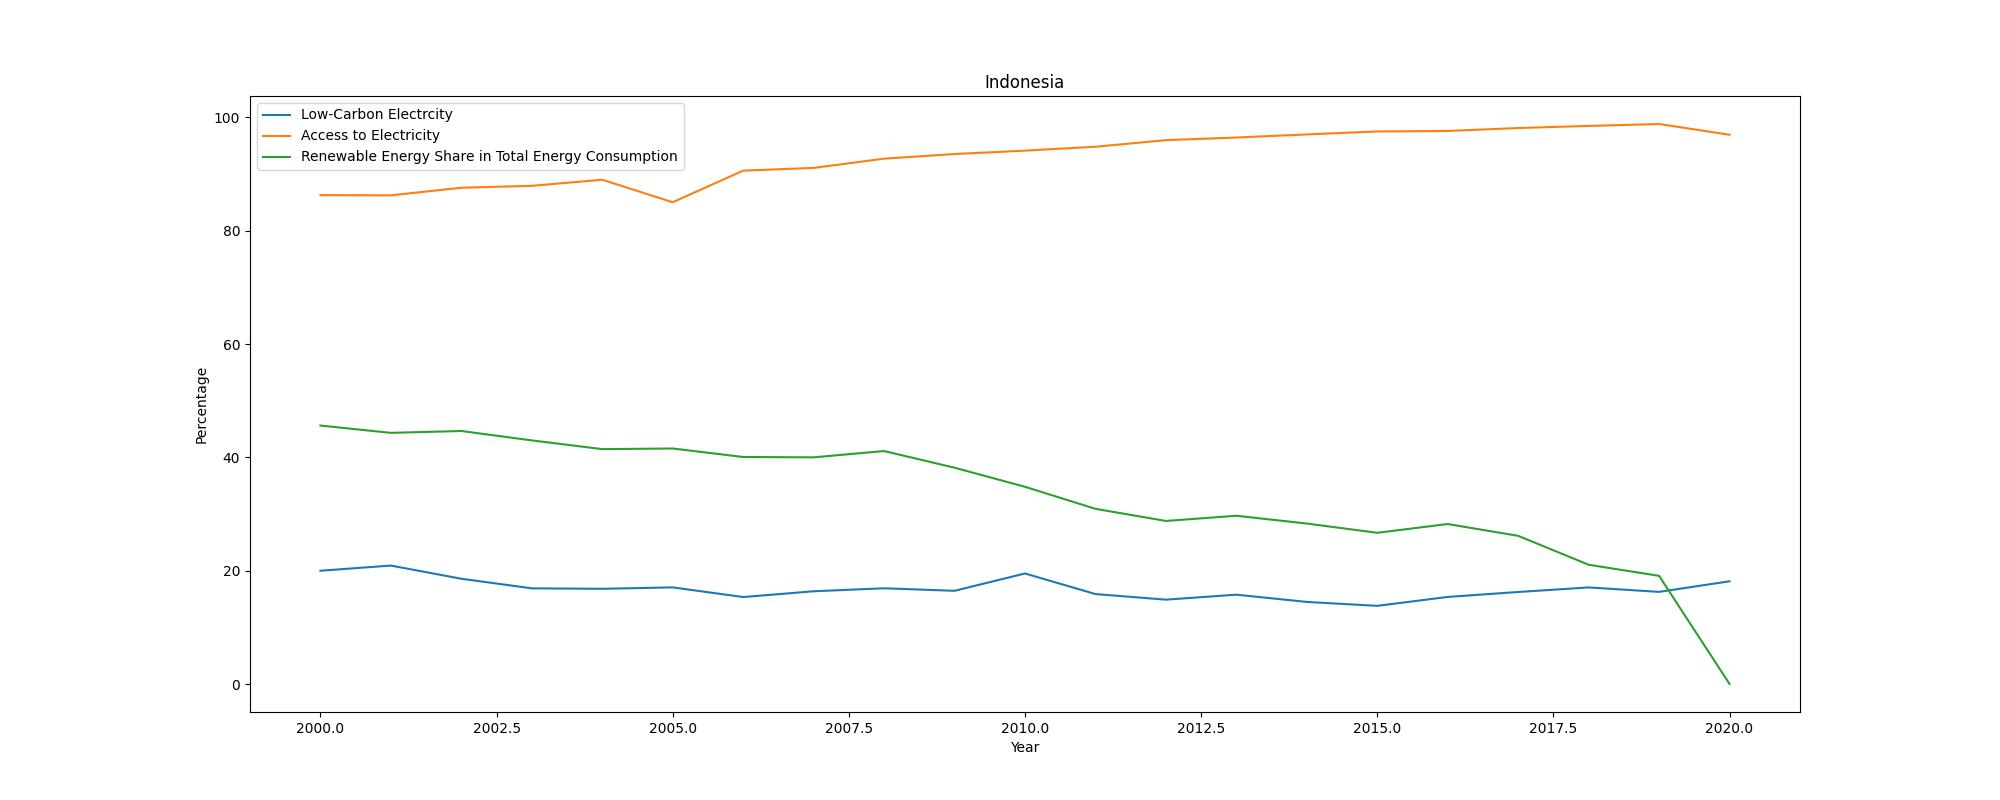 Indonesia
Low-Carbon Electrcity
Access to Electricity
Renewable Energy Share in Total Energy Consumption
100
80
60
40
20
0
Percentage
2000.0 2002.5 2005.0 2007.5 2010.0 2012.5 2015.0 2017.5 2020.0
Year